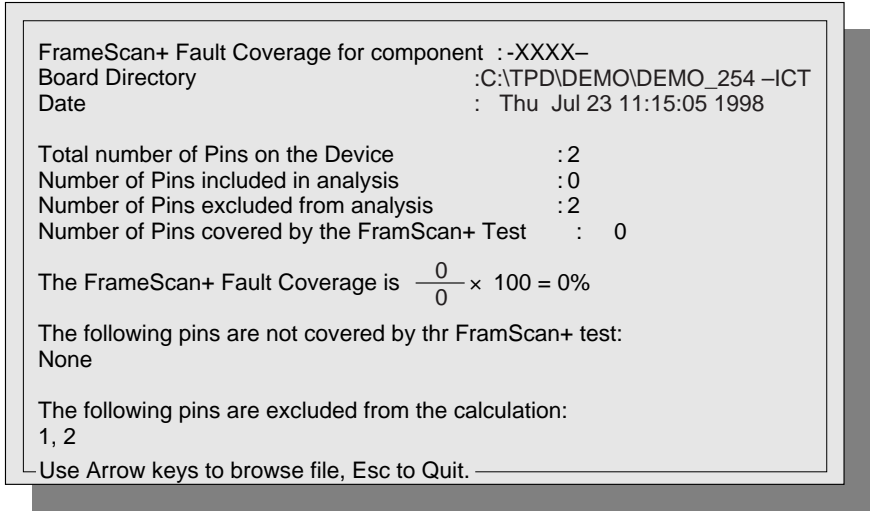 FrameScan+ Fault Coverage for component : -XXXX–
Board Directory :C:\TPD\DEMO\DEMO_254 –ICT
Date : Thu Jul 23 11:15:05 1998
Total number of Pins on the Device : 2
Number of Pins included in analysis : 0
Number of Pins excluded from analysis : 2
Number of Pins covered by the FramScan+ Test : 0
The FrameScan+ Fault Coverage is 0/0 × 100 = 0%
The following pins are not covered by thr FramScan+ test:
None
The following pins are excluded from the calculation:
1, 2
Use Arrow keys to browse file, Esc to Quit.